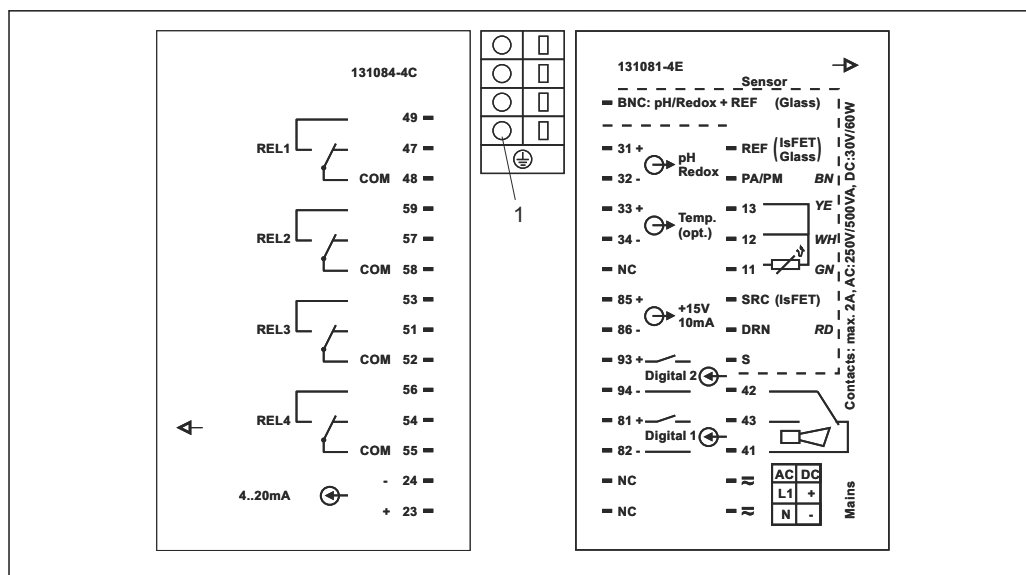 131084-4C
49
REL1
47
COM 48
59
REL2
57
COM 58
53
REL3
51
COM 52
56
REL4
54
COM 55
- 24
4..20mA
+ 23
1
131081-4E
Sensor
BNC: pH/Redox + REF (Glass)
31 +
pH
Redox
32 -
REF (IsFET
Glass)
PA/PM BN
33 +
Temp.
(opt.)
34 -
13 YE
12 WH
NC
11 GN
85 +
+15V
10mA
86 -
SRC (IsFET)
DRN RD
93 +
S
Digital 2
94 -
42
81 +
43
Digital 1
82 -
41
NC
NC
≂
≂
AC DC
L1 +
N -
Mains
Contacts: max. 2A, AC:250V/500VA, DC:30V/60W